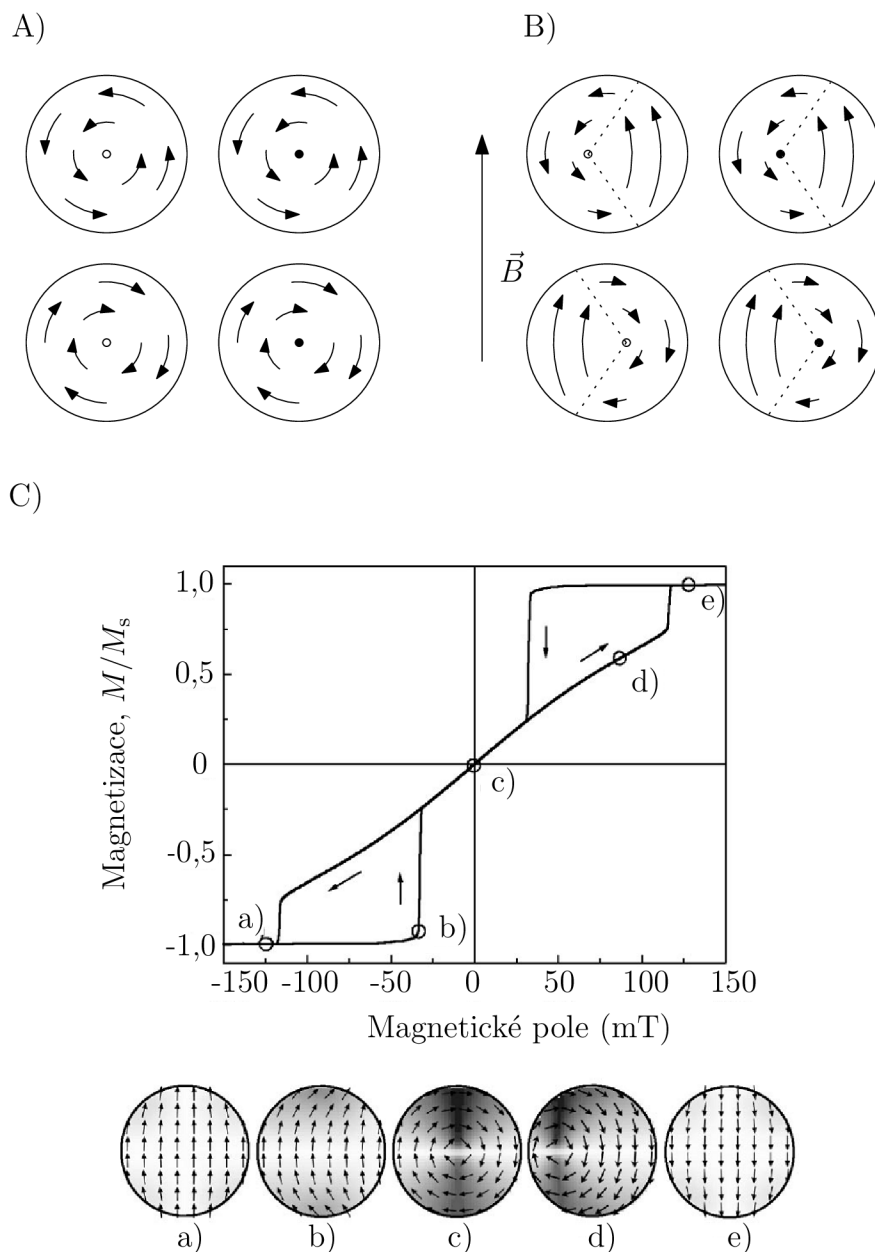 A)
B)
B
C)
Magnetizace, M/Mₛ
1,0
0,5
0
-0,5
-1,0
a)
b)
c)
d)
e)
-150 -100 -50 0 50 100 150
Magnetické pole (mT)
a) b) c) d) e)